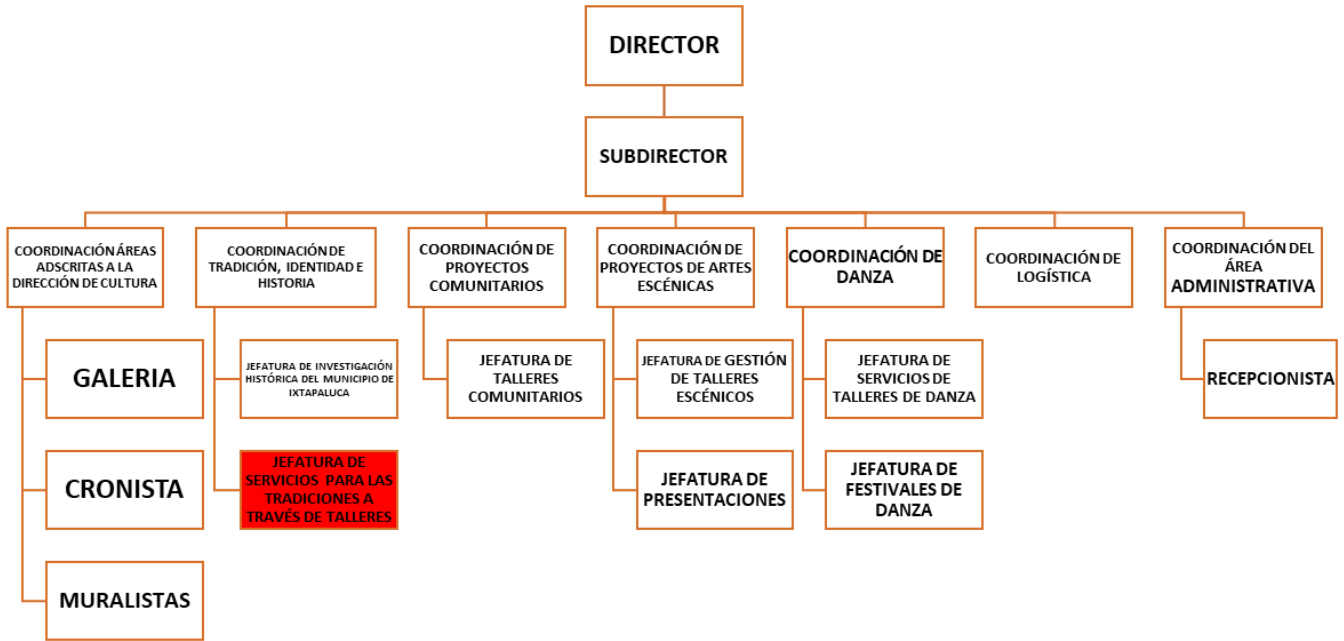 DIRECTOR
SUBDIRECTOR
COORDINACIÓN ÁREAS
ADSCRITAS A LA
DIRECCIÓN DE CULTURA
COORDINACIÓN DE
TRADICIÓN, IDENTIDAD E
HISTORIA
COORDINACIÓN DE
PROYECTOS
COMUNITARIOS
COORDINACIÓN DE
PROYECTOS DE ARTES
ESCÉNICAS
COORDINACIÓN DE
DANZA
COORDINACIÓN DE
LOGÍSTICA
COORDINACIÓN DEL
ÁREA
ADMINISTRATIVA
GALERIA
JEFATURA DE INVESTIGACIÓN
HISTÓRICA DEL MUNICIPIO DE
IXTAPALUCA
JEFATURA DE
TALLERES
COMUNITARIOS
JEFATURA DE GESTIÓN
DE TALLERES
ESCÉNICOS
JEFATURA DE
SERVICIOS DE
TALLERES DE DANZA
RECEPCIONISTA
CRONISTA
JEFATURA DE
SERVICIOS PARA LAS
TRADICIONES A
TRAVÉS DE TALLERES
JEFATURA DE
PRESENTACIONES
JEFATURA DE
FESTIVALES DE
DANZA
MURALISTAS